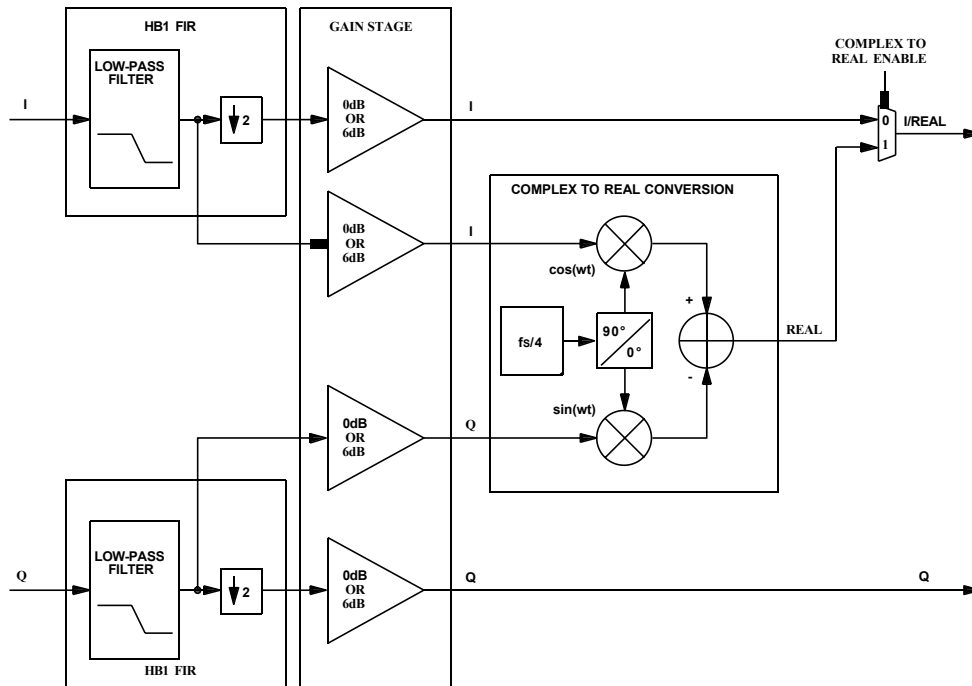 HB1 FIR
GAIN STAGE
COMPLEX TO
REAL ENABLE
LOW-PASS
FILTER
I
2
0dB
OR
6dB
I
0
1
I/REAL
0dB
OR
6dB
I
COMPLEX TO REAL CONVERSION
cos(wt)
fs/4
90°
0°
+
-
REAL
sin(wt)
0dB
OR
6dB
Q
LOW-PASS
FILTER
Q
2
0dB
OR
6dB
Q
Q
HB1 FIR